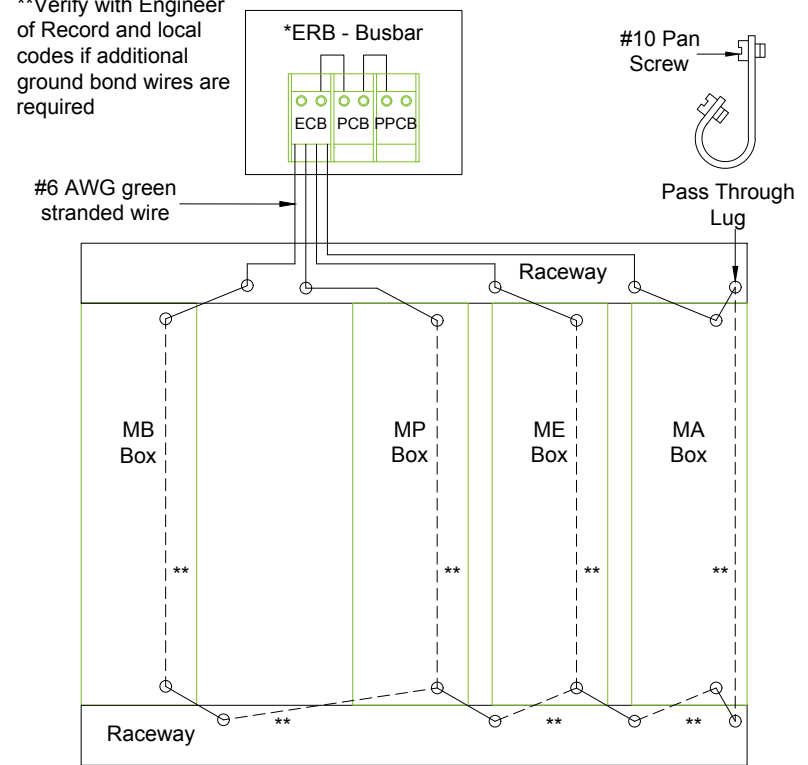 **Verify with Engineer
of Record and local
codes if additional
ground bond wires are
required
*ERB - Busbar
ECB PCB PPCB
#10 Pan
Screw
Pass Through
Lug
#6 AWG green
stranded wire
Raceway
MB
Box
MP
Box
ME
Box
MA
Box
** ** ** **
** ** **
Raceway